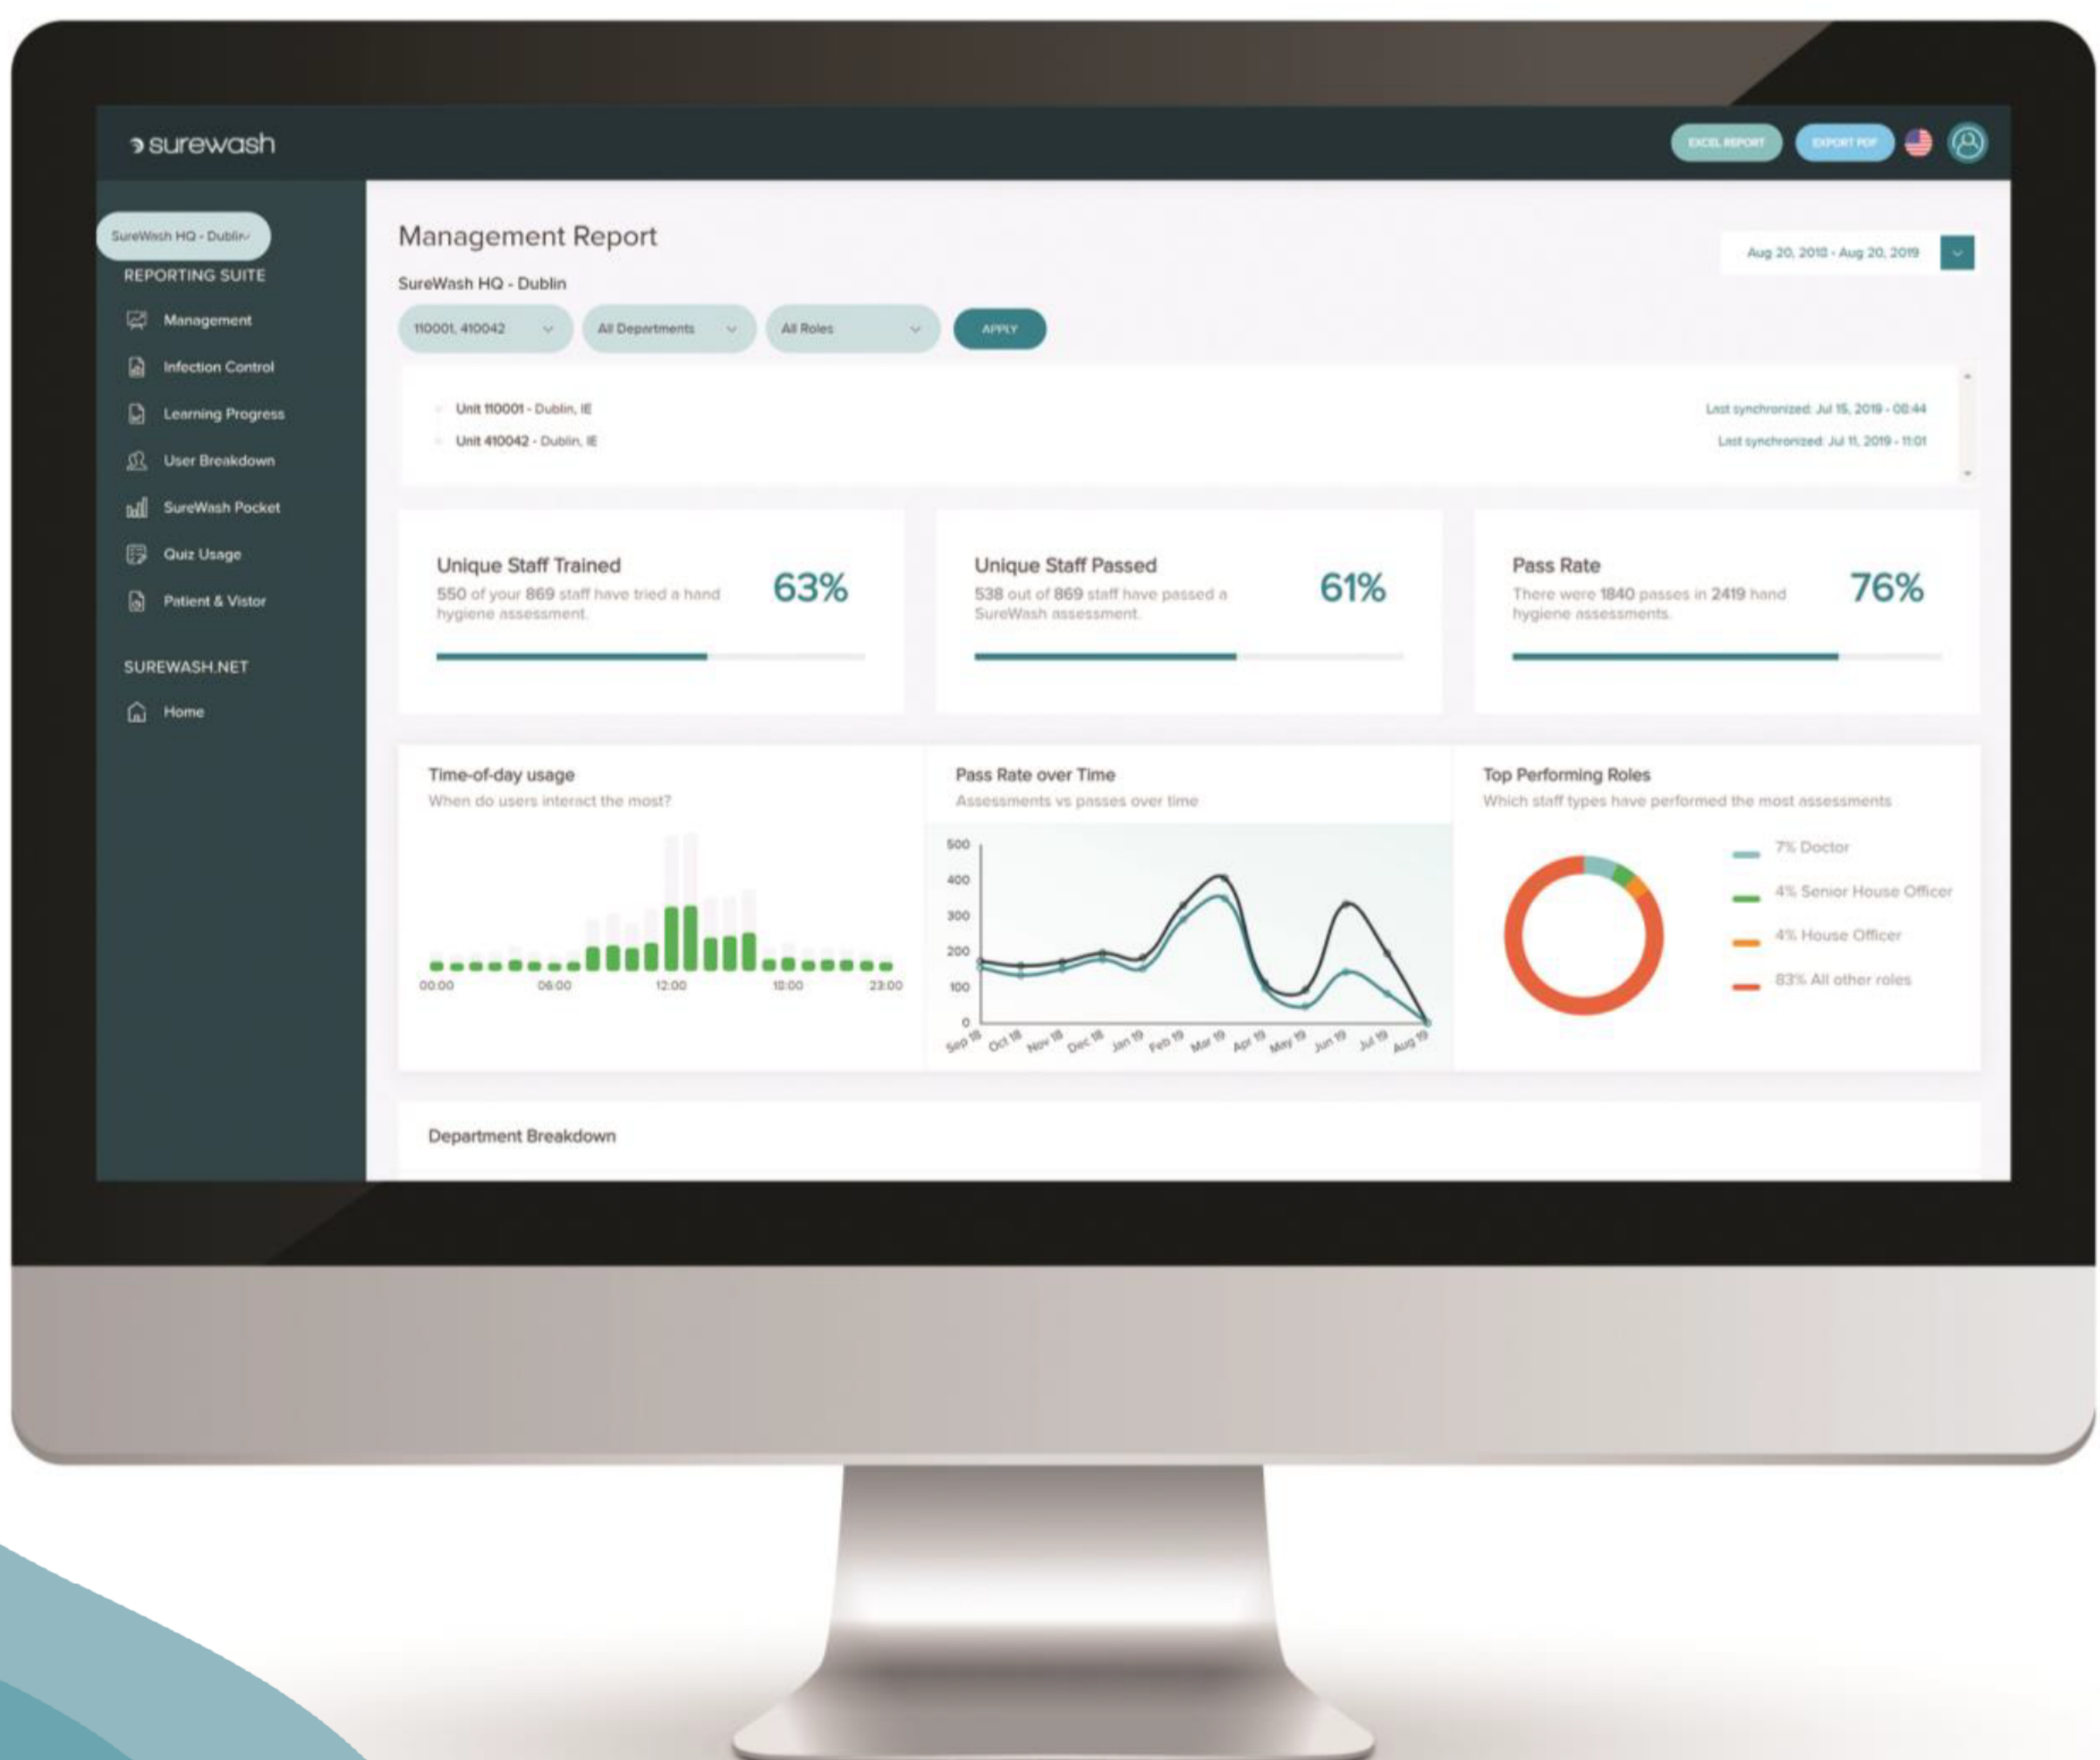 surewash
EXCEL REPORT
EXPORT PDF
SureWash HQ - Dublin
REPORTING SUITE
Management
Infection Control
Learning Progress
User Breakdown
SureWash Pocket
Quiz Usage
Patient & Vistor
SUREWASH.NET
Home
Management Report
Aug 20, 2018 - Aug 20, 2019
SureWash HQ - Dublin
110001, 410042
All Departments
All Roles
APPLY
Unit 110001 - Dublin, IE
Last synchronized: Jul 15, 2019 - 08:44
Unit 410042 - Dublin, IE
Last synchronized: Jul 11, 2019 - 11:01
Unique Staff Trained
550 of your 869 staff have tried a hand
hygiene assessment.
63%
Unique Staff Passed
538 out of 869 staff have passed a
SureWash assessment.
61%
Pass Rate
There were 1840 passes in 2419 hand
hygiene assessments.
76%
Time-of-day usage
When do users interact the most?
00:00 06:00 12:00 18:00 23:00
Pass Rate over Time
Assessments vs passes over time
500
400
300
200
100
0
Sep 18 Oct 18 Nov 18 Dec 18 Jan 19 Feb 19 Mar 19 Apr 19 May 19 Jun 19 Jul 19 Aug 19
Top Performing Roles
Which staff types have performed the most assessments
7% Doctor
4% Senior House Officer
4% House Officer
83% All other roles
Department Breakdown